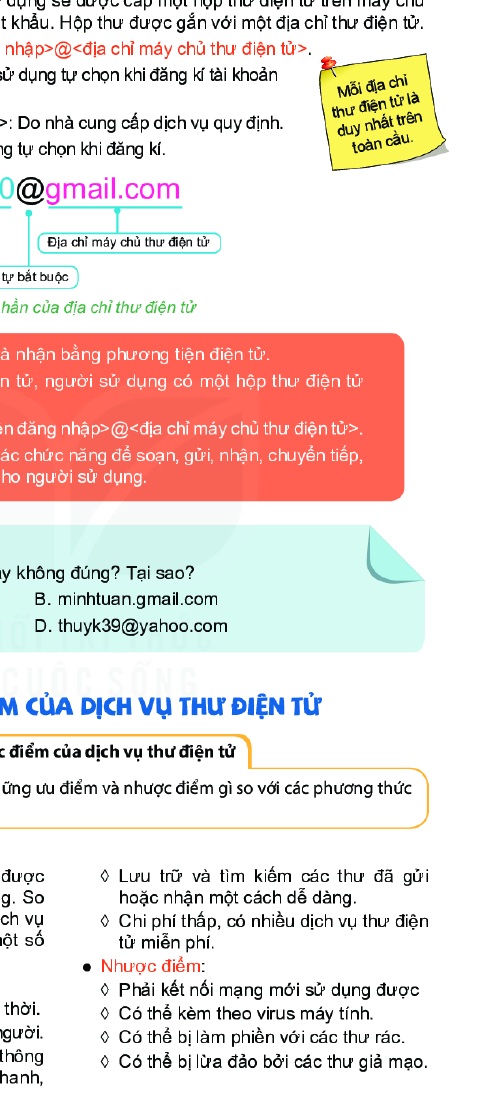 dụng sẽ được cấp một hộp thư điện tử trên máy chủ
t khẩu. Hộp thư được gắn với một địa chỉ thư điện tử.
nhập>@<địa chỉ máy chủ thư điện tử>.
sử dụng tự chọn khi đăng kí tài khoản
>: Do nhà cung cấp dịch vụ quy định.
ng tự chọn khi đăng kí.
Mỗi địa chỉ
thư điện tử là
duy nhất trên
toàn cầu.
0@gmail.com
Địa chỉ máy chủ thư điện tử
tự bắt buộc
hần của địa chỉ thư điện tử
à nhận bằng phương tiện điện tử.
n tử, người sử dụng có một hộp thư điện tử
ên đăng nhập>@<địa chỉ máy chủ thư điện tử>.
ác chức năng để soạn, gửi, nhận, chuyển tiếp,
ho người sử dụng.
ay không đúng? Tại sao?
B. minhtuan.gmail.com
D. thuyk39@yahoo.com
CUỘC SỐNG
M CỦA DỊCH VỤ THƯ ĐIỆN TỬ
c điểm của dịch vụ thư điện tử
ững ưu điểm và nhược điểm gì so với các phương thức
được
g. So
ch vụ
một số
thời.
người.
thông
hanh,
◊ Lưu trữ và tìm kiếm các thư đã gửi
hoặc nhận một cách dễ dàng.
◊ Chi phí thấp, có nhiều dịch vụ thư điện
tử miễn phí.
• Nhược điểm:
◊ Phải kết nối mạng mới sử dụng được
◊ Có thể kèm theo virus máy tính.
◊ Có thể bị làm phiền với các thư rác.
◊ Có thể bị lừa đảo bởi các thư giả mạo.